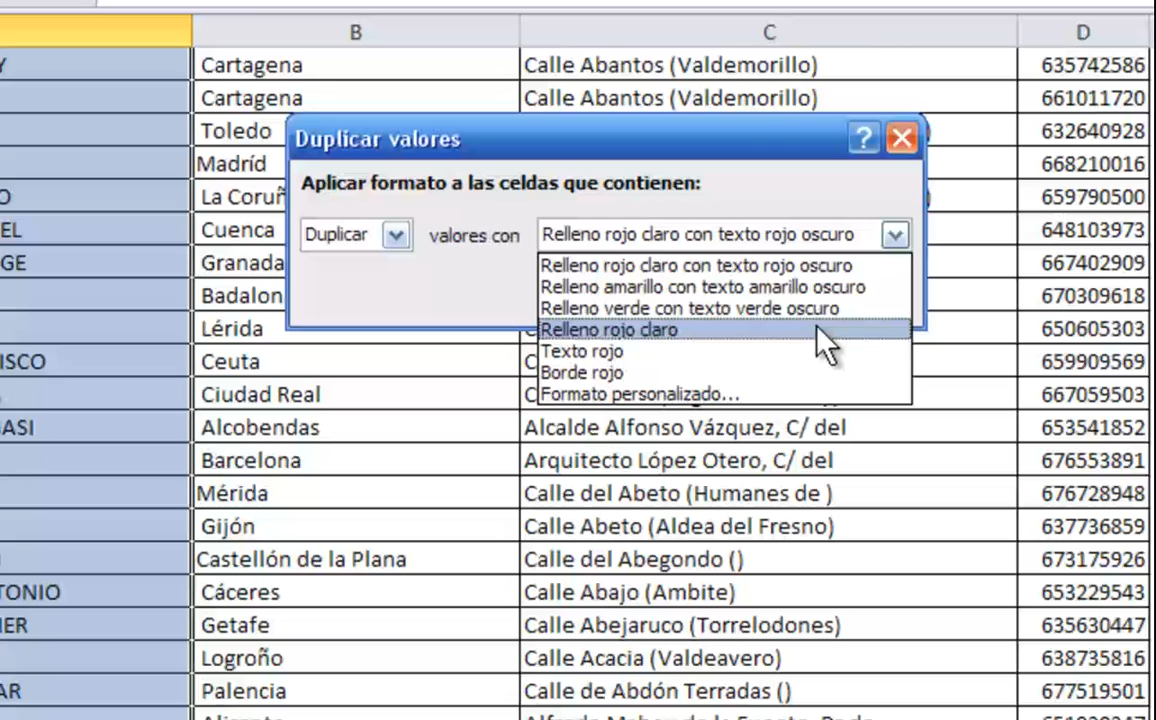 B C D
Y Cartagena Calle Abantos (Valdemorillo) 635742586
Cartagena Calle Abantos (Valdemorillo) 661011720
Toledo ) 632640928
Madríd 668210016
O La Coruñ ) 659790500
EL Cuenca 648103973
GE Granada 667402909
Badalon 670309618
Lérida 650605303
ISCO Ceuta 659909569
Ciudad Real 667059503
Duplicar valores
Aplicar formato a las celdas que contienen:
Duplicar valores con Relleno rojo claro con texto rojo oscuro
Relleno rojo claro con texto rojo oscuro
Relleno amarillo con texto amarillo oscuro
Relleno verde con texto verde oscuro
Relleno rojo claro
Texto rojo
Borde rojo
Formato personalizado...
ASI Alcobendas Alcalde Alfonso Vázquez, C/ del 653541852
Barcelona Arquitecto López Otero, C/ del 676553891
Mérida Calle del Abeto (Humanes de ) 676728948
Gijón Calle Abeto (Aldea del Fresno) 637736859
Castellón de la Plana Calle del Abegondo () 673175926
TONIO Cáceres Calle Abajo (Ambite) 653229543
IER Getafe Calle Abejaruco (Torrelodones) 635630447
Logroño Calle Acacia (Valdeavero) 638735816
AR Palencia Calle de Abdón Terradas () 677519501